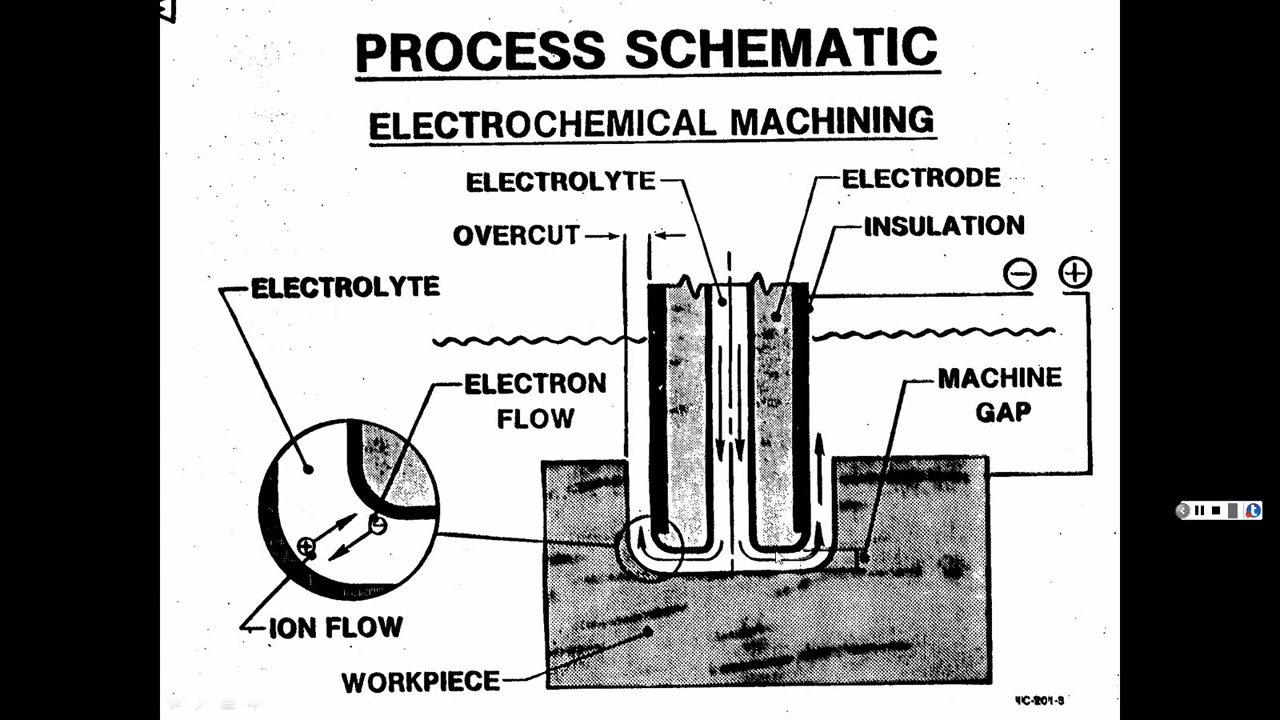 PROCESS SCHEMATIC
ELECTROCHEMICAL MACHINING
ELECTROLYTE
ELECTRODE
OVERCUT
INSULATION
ELECTROLYTE
− +
ELECTRON
FLOW
MACHINE
GAP
+ −
ION FLOW
WORKPIECE